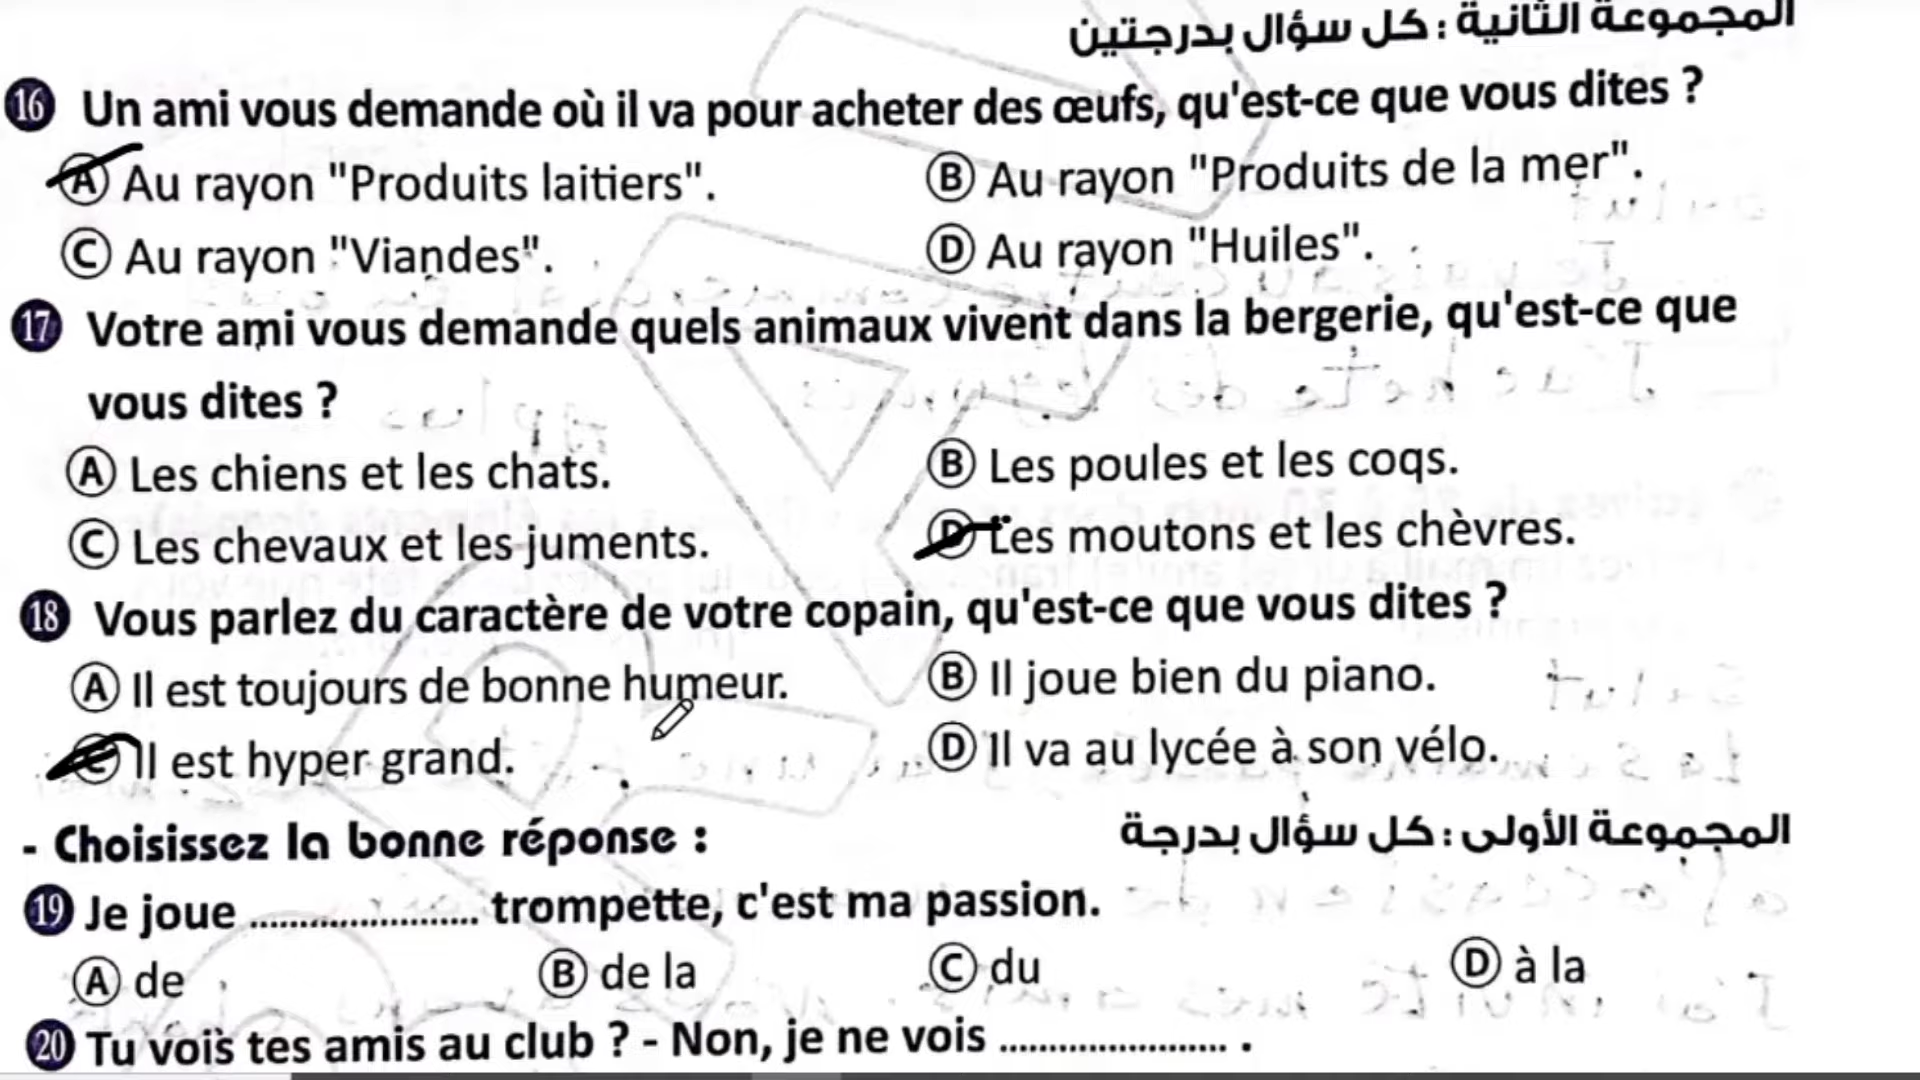 المجموعة الثانية : كل سؤال بدرجتين
16 Un ami vous demande où il va pour acheter des œufs, qu'est-ce que vous dites ?
A Au rayon "Produits laitiers".
B Au rayon "Produits de la mer".
C Au rayon "Viandes".
D Au rayon "Huiles".
17 Votre ami vous demande quels animaux vivent dans la bergerie, qu'est-ce que
vous dites ?
A Les chiens et les chats.
B Les poules et les coqs.
C Les chevaux et les juments.
D Les moutons et les chèvres.
18 Vous parlez du caractère de votre copain, qu'est-ce que vous dites ?
A Il est toujours de bonne humeur.
B Il joue bien du piano.
C Il est hyper grand.
D Il va au lycée à son vélo.
- Choisissez la bonne réponse :
المجموعة الأولى : كل سؤال بدرجة
19 Je joue ....................... trompette, c'est ma passion.
A de
B de la
C du
D à la
20 Tu vois tes amis au club ? - Non, je ne vois ....................... .